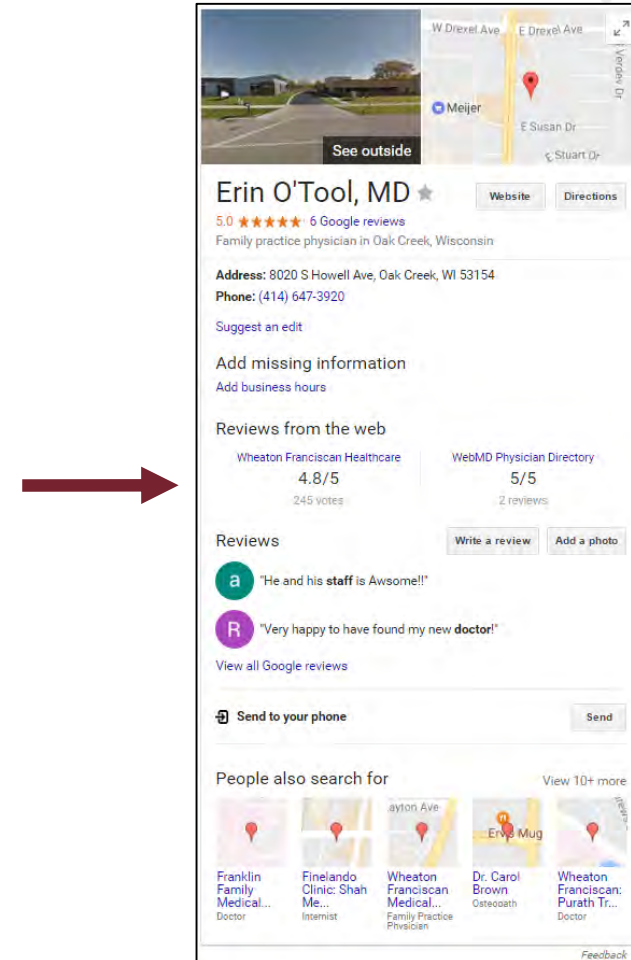 W Drexel Ave E Drexel Ave
Verdev Dr
Meijer
E Susan Dr
E Stuart Dr
See outside
Erin O'Tool, MD
Website Directions
5.0 6 Google reviews
Family practice physician in Oak Creek, Wisconsin
Address: 8020 S Howell Ave, Oak Creek, WI 53154
Phone: (414) 647-3920
Suggest an edit
Add missing information
Add business hours
Reviews from the web
Wheaton Franciscan Healthcare WebMD Physician Directory
4.8/5 5/5
245 votes 2 reviews
Reviews Write a review Add a photo
a "He and his staff is Awsome!!"
R "Very happy to have found my new doctor!"
View all Google reviews
Send to your phone Send
People also search for View 10+ more
ayton Ave
Erv's Mug
Franklin Finelando Wheaton Dr. Carol Wheaton
Family Clinic: Shah Franciscan Brown Franciscan:
Medical... Me... Medical... Osteopath Purath Tr...
Doctor Internist Family Practice Doctor
Physician
Feedback